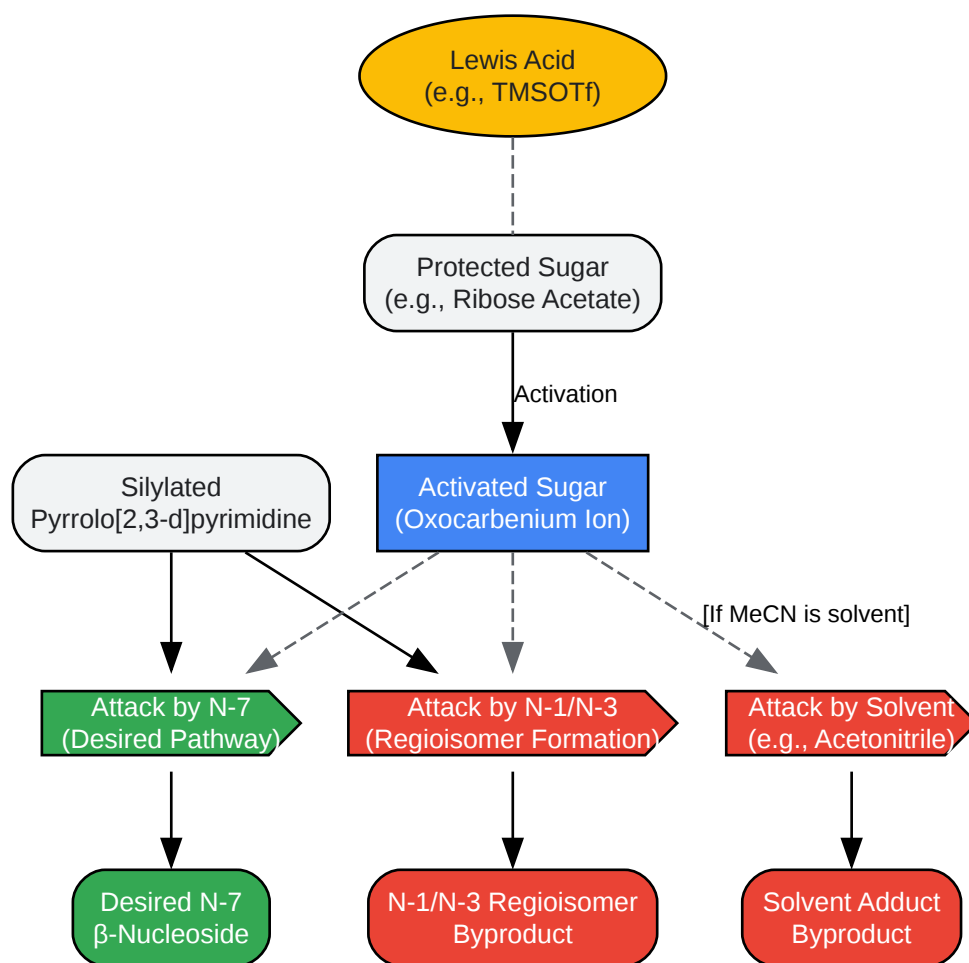 Lewis Acid
(e.g., TMSOTf)
Protected Sugar
(e.g., Ribose Acetate)
Activation
Silylated
Pyrrolo[2,3-d]pyrimidine
Activated Sugar
(Oxocarbenium Ion)
[If MeCN is solvent]
Attack by N-7
(Desired Pathway)
Attack by N-1/N-3
(Regioisomer Formation)
Attack by Solvent
(e.g., Acetonitrile)
Desired N-7
β-Nucleoside
N-1/N-3 Regioisomer
Byproduct
Solvent Adduct
Byproduct